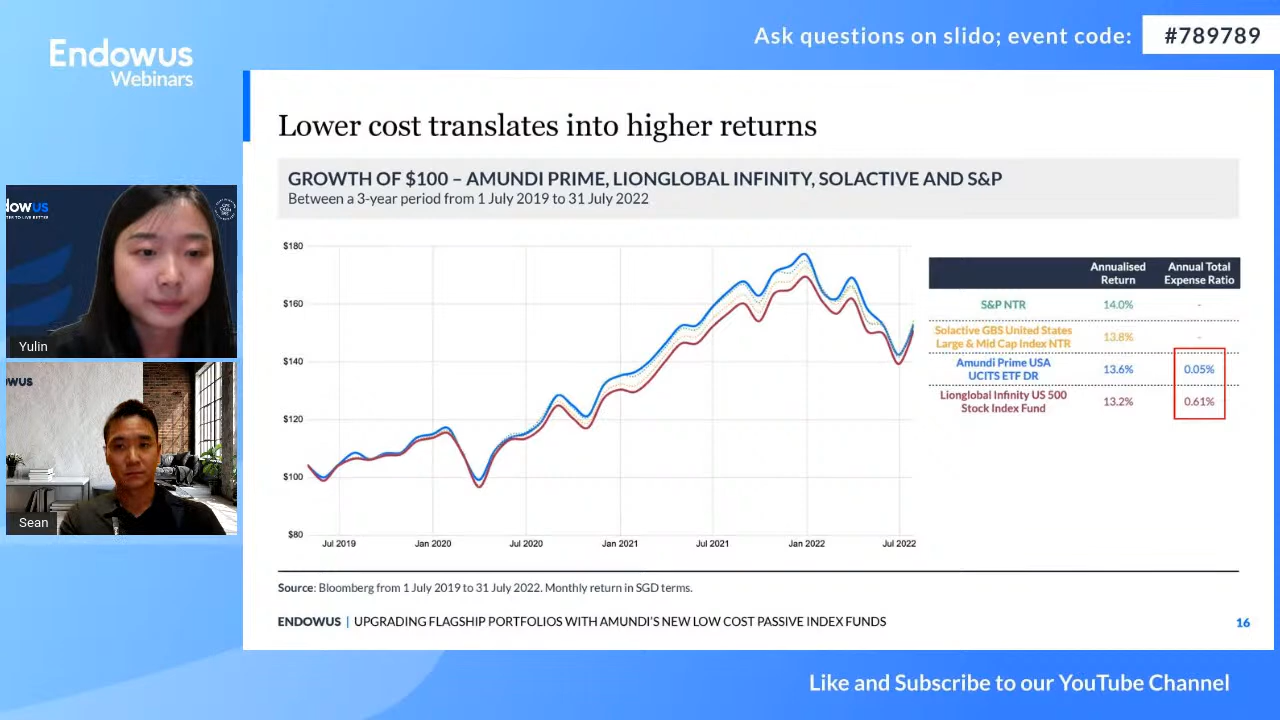 Endowus
Webinars
Ask questions on slido; event code:
#789789
Lower cost translates into higher returns
GROWTH OF $100 – AMUNDI PRIME, LIONGLOBAL INFINITY, SOLACTIVE AND S&P
Between a 3-year period from 1 July 2019 to 31 July 2022
$180
$160
$140
$120
$100
$80
Jul 2019
Jan 2020
Jul 2020
Jan 2021
Jul 2021
Jan 2022
Jul 2022
Annualised
Return
Annual Total
Expense Ratio
S&P NTR
14.0%
-
Solactive GBS United States
Large & Mid Cap Index NTR
13.8%
-
Amundi Prime USA
UCITS ETF DR
13.6%
0.05%
Lionglobal Infinity US 500
Stock Index Fund
13.2%
0.61%
Source: Bloomberg from 1 July 2019 to 31 July 2022. Monthly return in SGD terms.
ENDOWUS | UPGRADING FLAGSHIP PORTFOLIOS WITH AMUNDI'S NEW LOW COST PASSIVE INDEX FUNDS
16
dowus
Yulin
owus
Sean
Like and Subscribe to our YouTube Channel